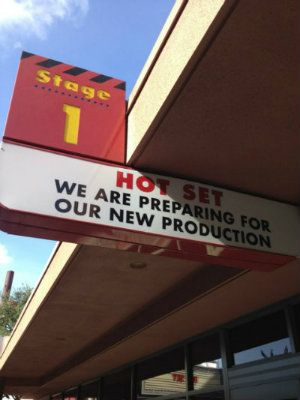 Stage
1
HOT SET
WE ARE PREPARING FOR
OUR NEW PRODUCTION